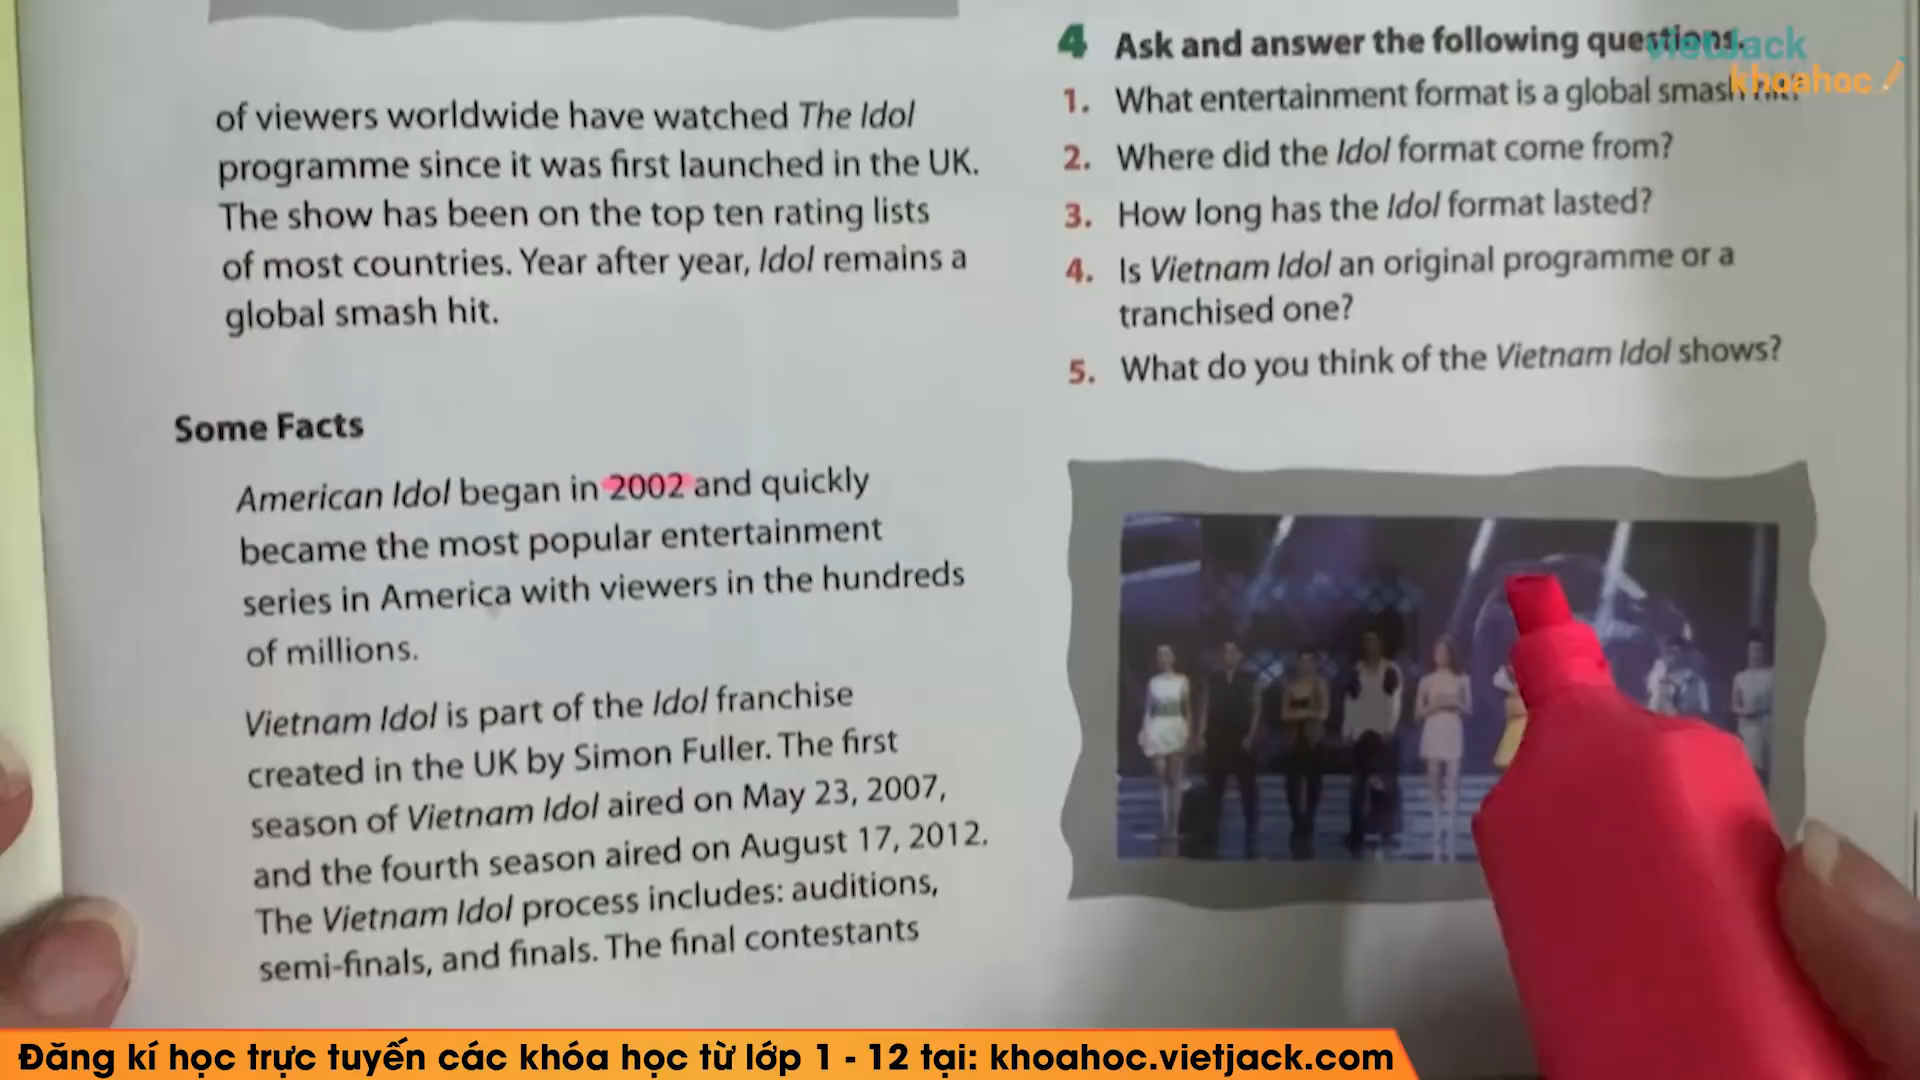 of viewers worldwide have watched The Idol
programme since it was first launched in the UK.
The show has been on the top ten rating lists
of most countries. Year after year, Idol remains a
global smash hit.
Some Facts
American Idol began in 2002 and quickly
became the most popular entertainment
series in America with viewers in the hundreds
of millions.
Vietnam Idol is part of the Idol franchise
created in the UK by Simon Fuller. The first
season of Vietnam Idol aired on May 23, 2007,
and the fourth season aired on August 17, 2012.
The Vietnam Idol process includes: auditions,
semi-finals, and finals. The final contestants
4 Ask and answer the following questions.
1. What entertainment format is a global smash
2. Where did the Idol format come from?
3. How long has the Idol format lasted?
4. Is Vietnam Idol an original programme or a
tranchised one?
5. What do you think of the Vietnam Idol shows?
vietJack
khoahoc
Đăng kí học trực tuyến các khóa học từ lớp 1 - 12 tại: khoahoc.vietjack.com